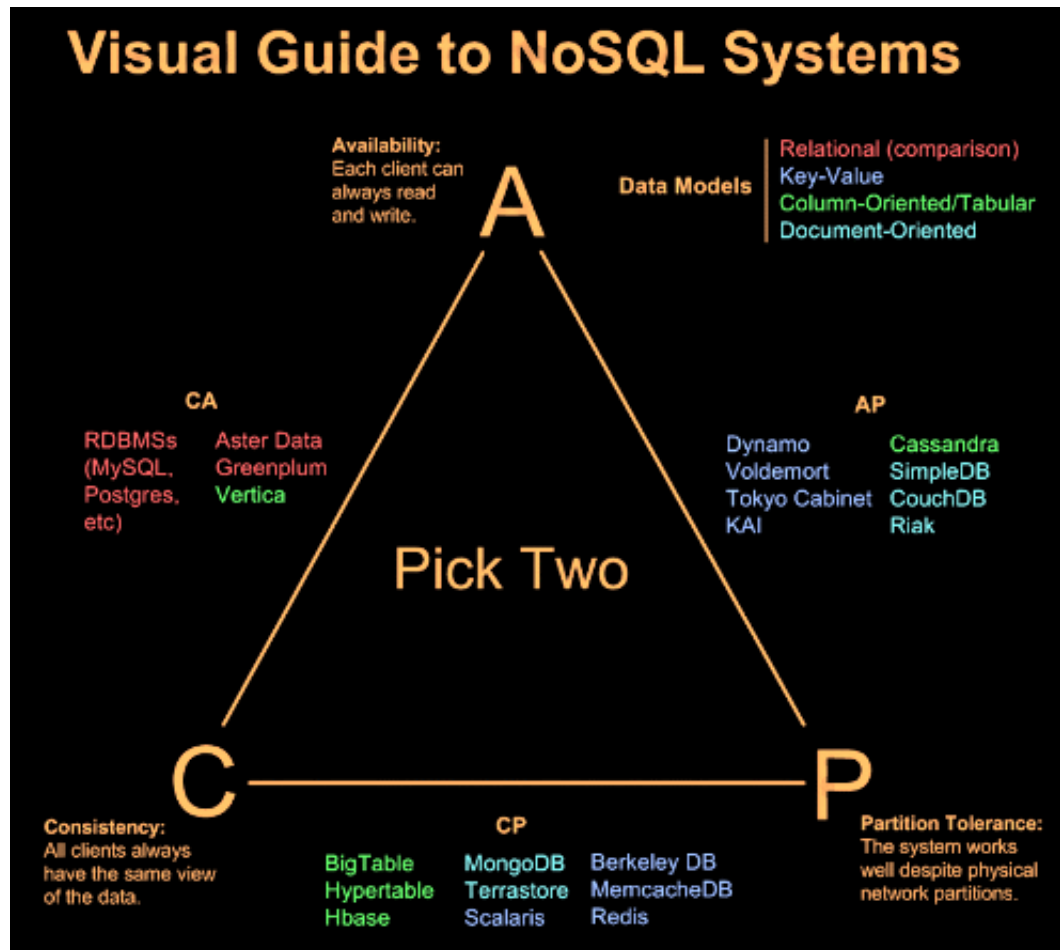 Visual Guide to NoSQL Systems
Availability:
Each client can
always read
and write.
A
Data Models
Relational (comparison)
Key-Value
Column-Oriented/Tabular
Document-Oriented
CA
RDBMSs
(MySQL,
Postgres,
etc)
Aster Data
Greenplum
Vertica
AP
Dynamo
Voldemort
Tokyo Cabinet
KAI
Cassandra
SimpleDB
CouchDB
Riak
Pick Two
C
Consistency:
All clients always
have the same view
of the data.
P
Partition Tolerance:
The system works
well despite physical
network partitions.
CP
BigTable
Hypertable
Hbase
MongoDB
Terrastore
Scalaris
Berkeley DB
MemcacheDB
Redis